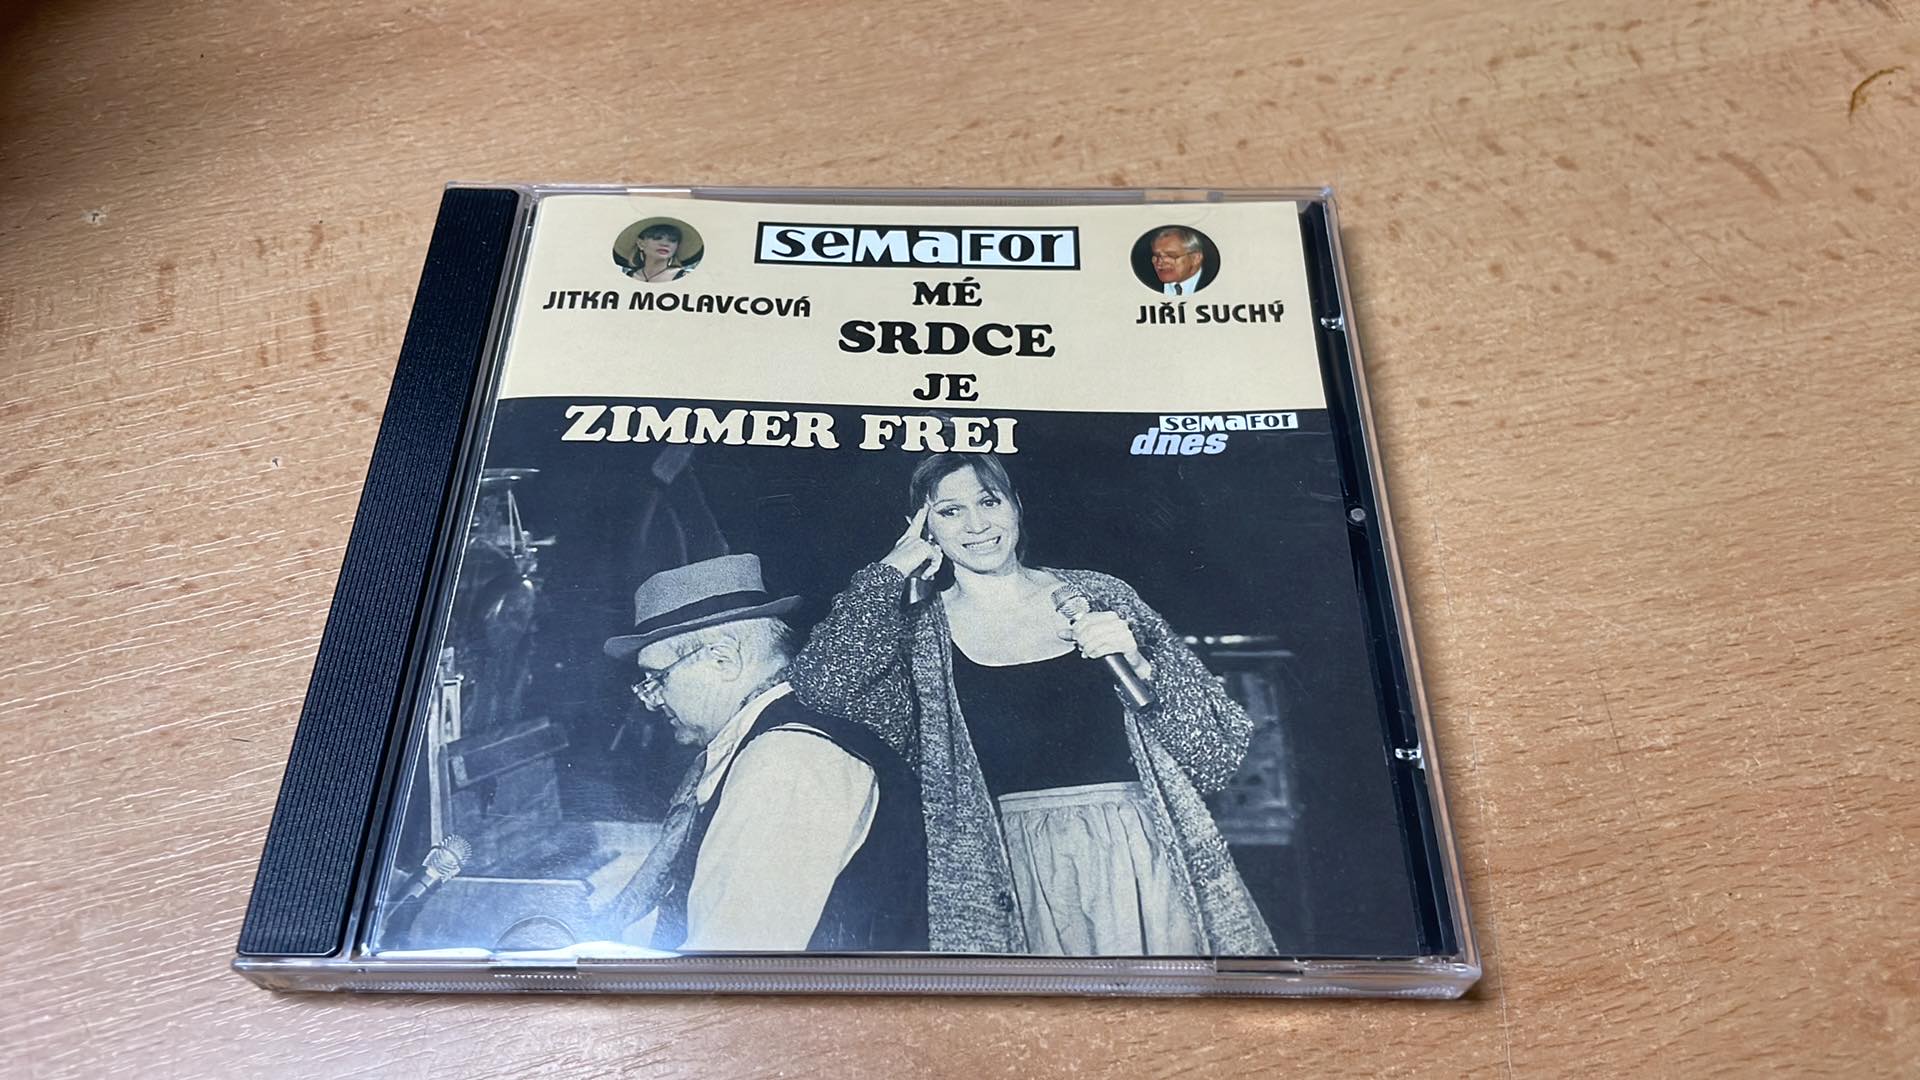 SEMAFOR
JITKA MOLAVCOVÁ
JIŘÍ SUCHÝ
MÉ
SRDCE
JE
ZIMMER FREI
SEMAFOR
dnes